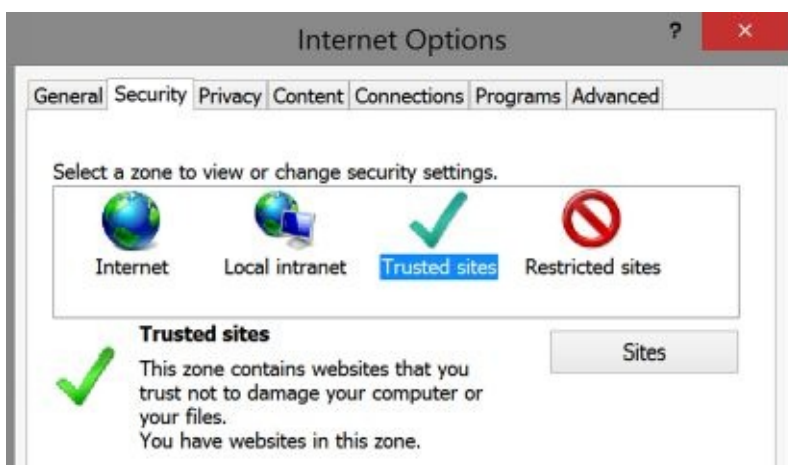 Internet Options ? ×
General Security Privacy Content Connections Programs Advanced
Select a zone to view or change security settings.
Internet Local intranet Trusted sites Restricted sites
Trusted sites
Sites
This zone contains websites that you
trust not to damage your computer or
your files.
You have websites in this zone.